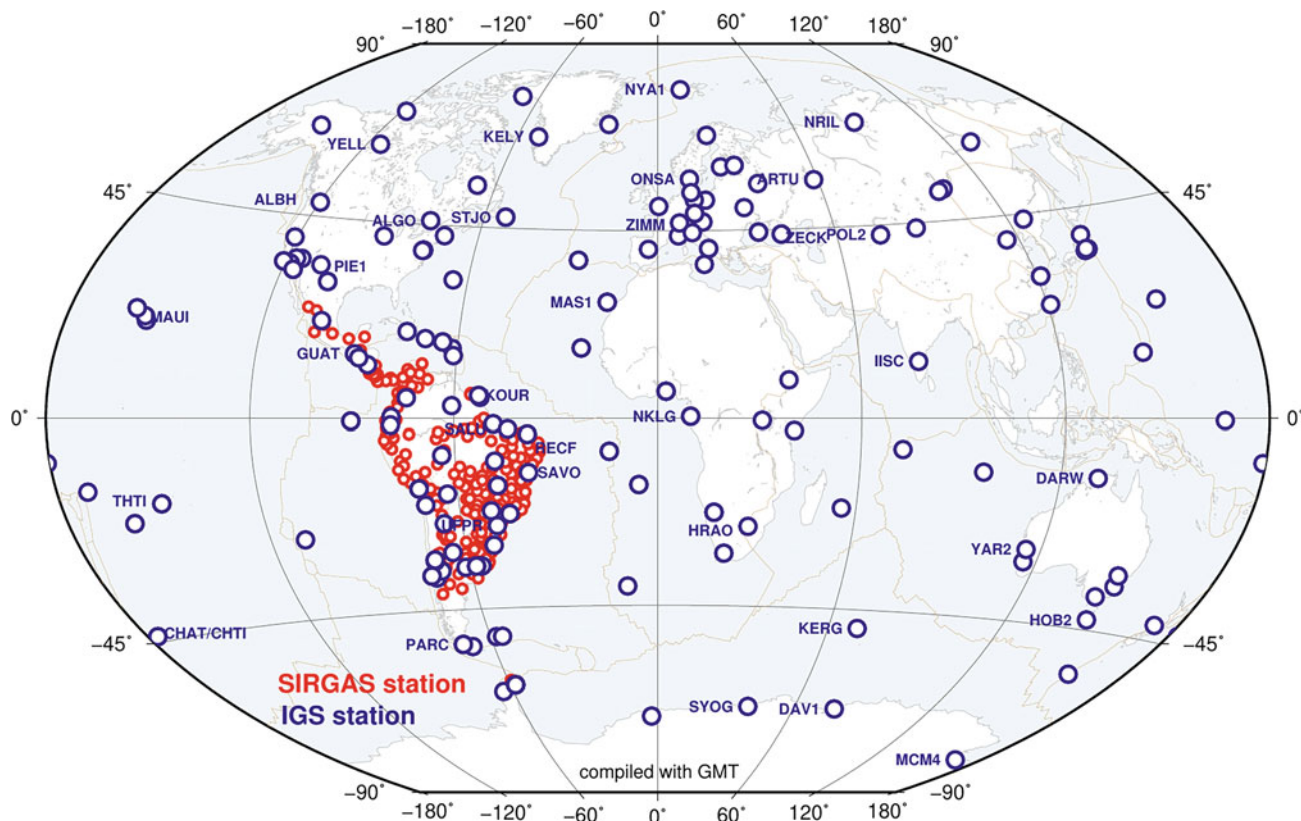 -180° -120° -60° 0° 60° 120° 180°
90° 90°
NYA1
NRIL
KELY
YELL
ONSA ARTU
45° 45°
ALBH
ALGO STJO
ZIMM ZECK POL2
PIE1
MAS1
MAUI
GUAT IISC
KOUR
NKLG
0° 0°
SALU
RECF
SAVO
DARW
THTI
UFPR HRAO
YAR2
HOB2
CHAT/CHTI KERG
−45° PARC −45°
SIRGAS station
IGS station
SYOG DAV1
MCM4
compiled with GMT
−90° −90°
-180° -120° -60° 0° 60° 120° 180°